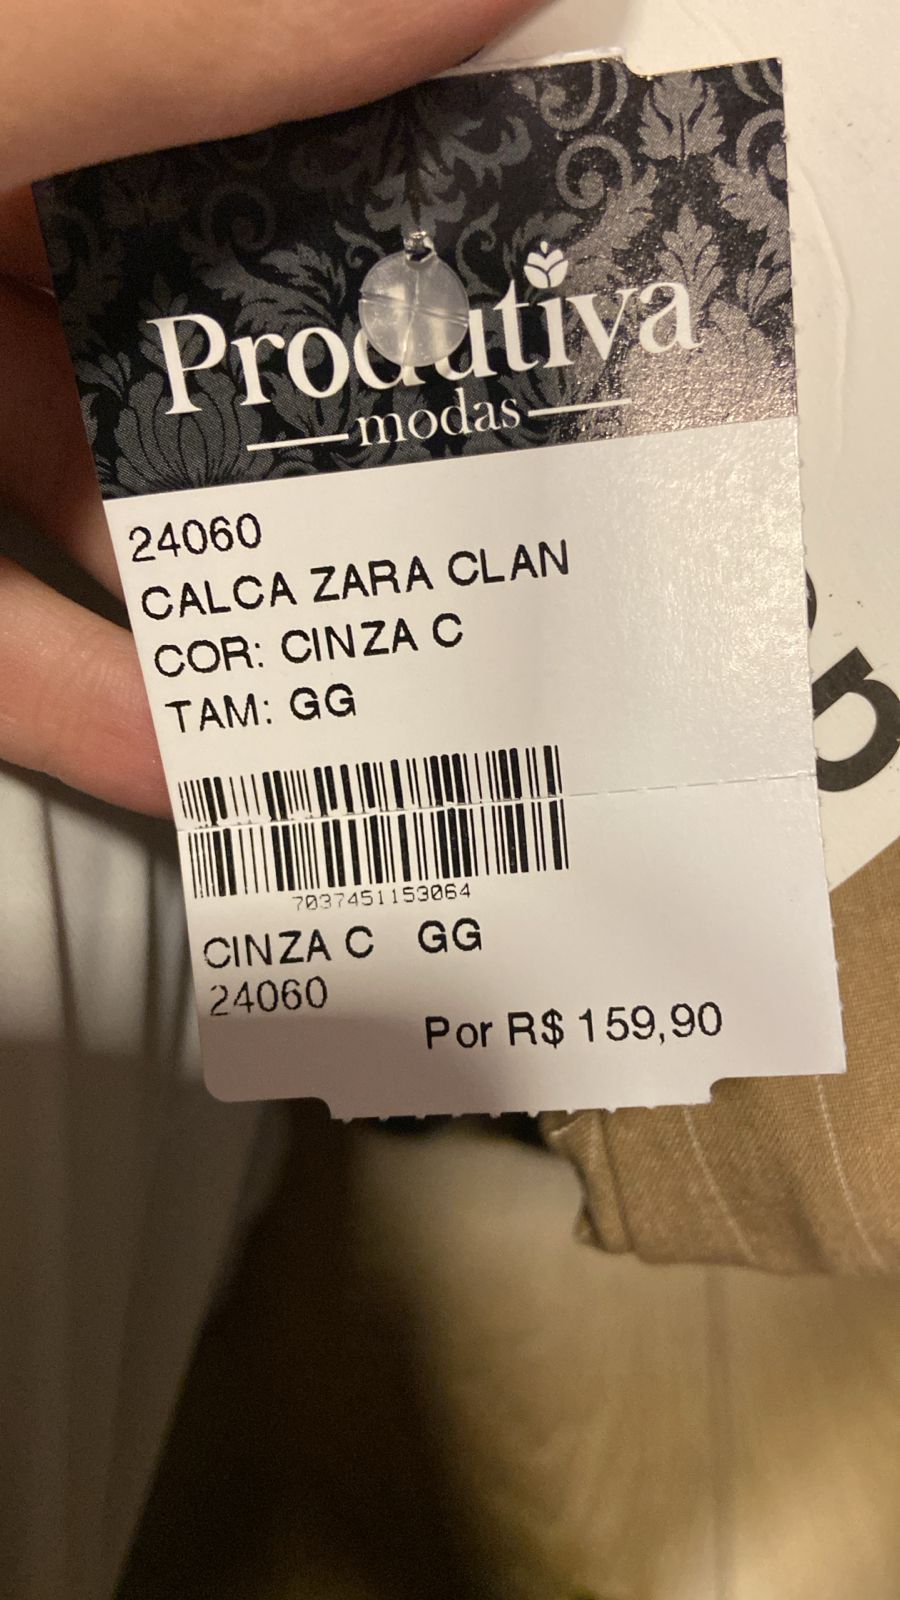 Produtiva
modas
24060
CALCA ZARA CLAN
COR: CINZA C
TAM: GG
7037451153064
CINZA C GG
24060
Por R$ 159,90